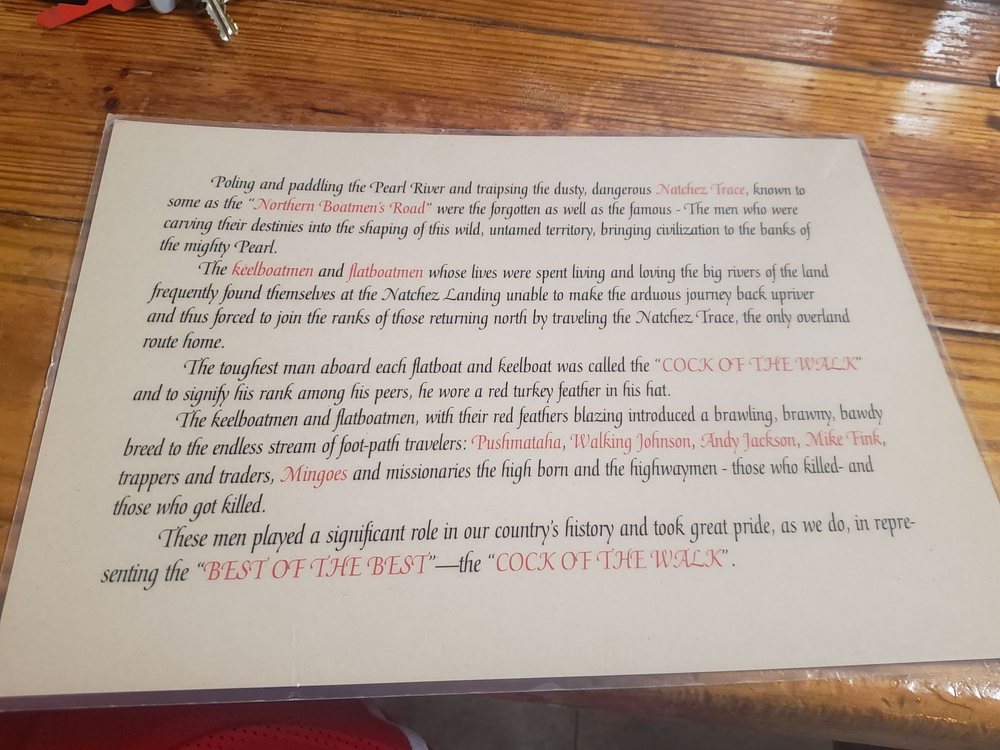 Poling and paddling the Pearl River and traipsing the dusty, dangerous Natchez Trace, known to
some as the "Northern Boatmen's Road" were the forgotten as well as the famous - The men who were
carving their destinies into the shaping of this wild, untamed territory, bringing civilization to the banks of
the mighty Pearl.
The keelboatmen and flatboatmen whose lives were spent living and loving the big rivers of the land
frequently found themselves at the Natchez Landing unable to make the arduous journey back upriver
and thus forced to join the ranks of those returning north by traveling the Natchez Trace, the only overland
route home.
The toughest man aboard each flatboat and keelboat was called the "COCK OF THE WALK"
and to signify his rank among his peers, he wore a red turkey feather in his hat.
The keelboatmen and flatboatmen, with their red feathers blazing introduced a brawling, brawny, bawdy
breed to the endless stream of foot-path travelers: Pushmataha, Walking Johnson, Andy Jackson, Mike Fink,
trappers and traders, Mingoes and missionaries the high born and the highwaymen - those who killed- and
those who got killed.
These men played a significant role in our country's history and took great pride, as we do, in repre-
senting the "BEST OF THE BEST"—the "COCK OF THE WALK".